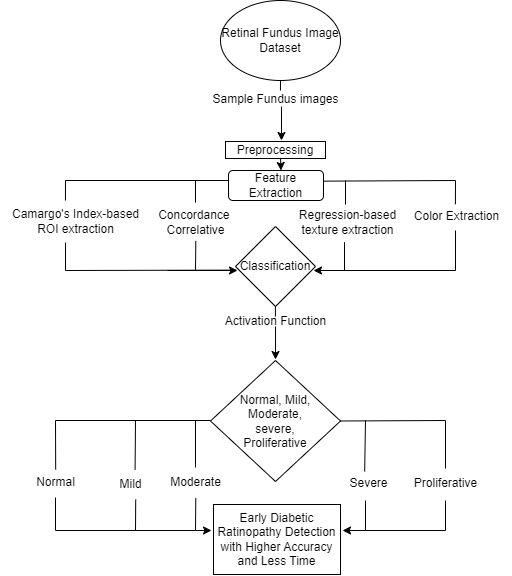 Retinal Fundus Image
Dataset
Sample Fundus images
Preprocessing
Feature
Extraction
Camargo's Index-based
ROI extraction
Concordance
Correlative
Regression-based
texture extraction
Color Extraction
Classification
Activation Function
Normal, Mild,
Moderate,
severe,
Proliferative
Normal
Mild
Moderate
Severe
Proliferative
Early Diabetic
Ratinopathy Detection
with Higher Accuracy
and Less Time